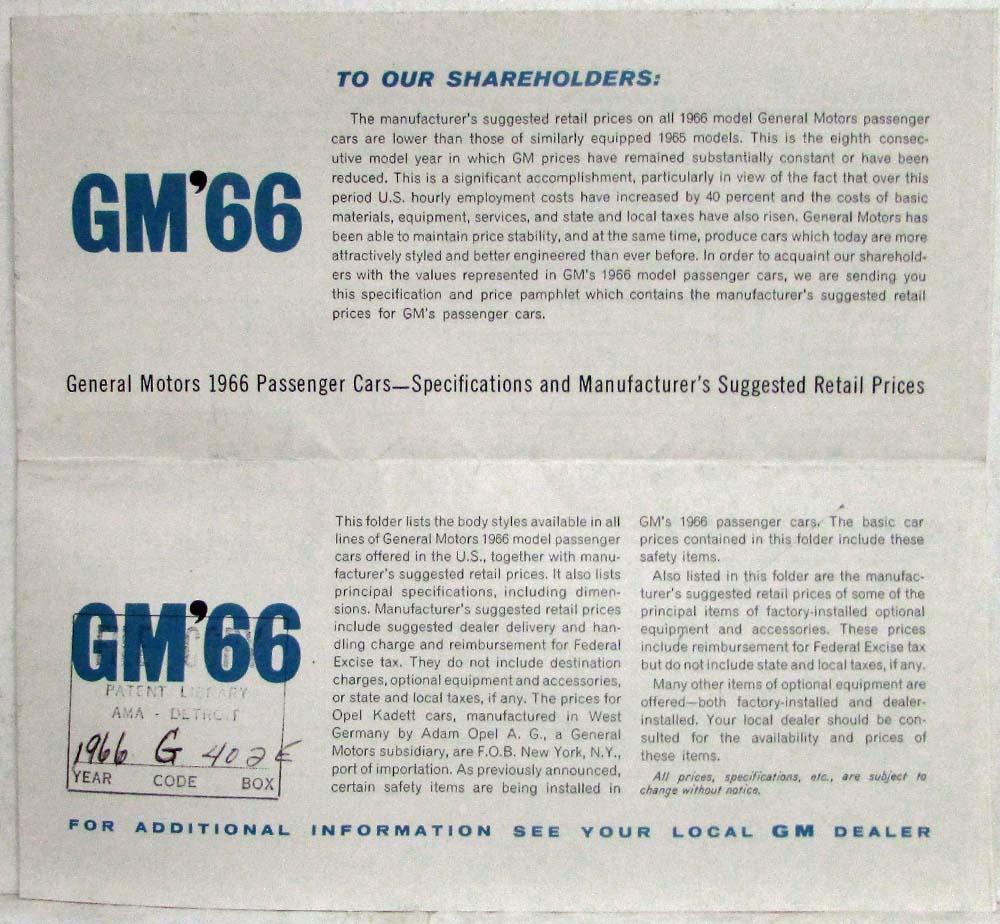 TO OUR SHAREHOLDERS:
GM'66
The manufacturer's suggested retail prices on all 1966 model General Motors passenger
cars are lower than those of similarly equipped 1965 models. This is the eighth consec-
utive model year in which GM prices have remained substantially constant or have been
reduced. This is a significant accomplishment, particularly in view of the fact that over this
period U.S. hourly employment costs have increased by 40 percent and the costs of basic
materials, equipment, services, and state and local taxes have also risen. General Motors has
been able to maintain price stability, and at the same time, produce cars which today are more
attractively styled and better engineered than ever before. In order to acquaint our sharehold-
ers with the values represented in GM's 1966 model passenger cars, we are sending you
this specification and price pamphlet which contains the manufacturer's suggested retail
prices for GM's passenger cars.
General Motors 1966 Passenger Cars—Specifications and Manufacturer's Suggested Retail Prices
GM'66
PATENT LIBRARY
AMA - DETROIT
1966 G 402E
YEAR CODE BOX
This folder lists the body styles available in all
lines of General Motors 1966 model passenger
cars offered in the U.S., together with manu-
facturer's suggested retail prices. It also lists
principal specifications, including dimen-
sions. Manufacturer's suggested retail prices
include suggested dealer delivery and han-
dling charge and reimbursement for Federal
Excise tax. They do not include destination
charges, optional equipment and accessories,
or state and local taxes, if any. The prices for
Opel Kadett cars, manufactured in West
Germany by Adam Opel A. G., a General
Motors subsidiary, are F.O.B. New York, N.Y.,
port of importation. As previously announced,
certain safety items are being installed in
GM's 1966 passenger cars. The basic car
prices contained in this folder include these
safety items.
Also listed in this folder are the manufac-
turer's suggested retail prices of some of the
principal items of factory-installed optional
equipment and accessories. These prices
include reimbursement for Federal Excise tax
but do not include state and local taxes, if any.
Many other items of optional equipment are
offered—both factory-installed and dealer-
installed. Your local dealer should be con-
sulted for the availability and prices of
these items.
All prices, specifications, etc., are subject to
change without notice.
FOR ADDITIONAL INFORMATION SEE YOUR LOCAL GM DEALER